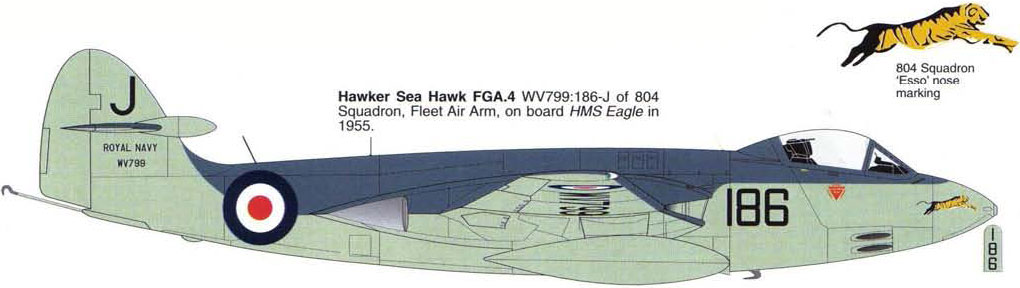 804 Squadron
'Esso' nose
marking
Hawker Sea Hawk FGA.4 WV799:186-J of 804
Squadron, Fleet Air Arm, on board HMS Eagle in
1955.
J
ROYAL NAVY
WV799
186
186